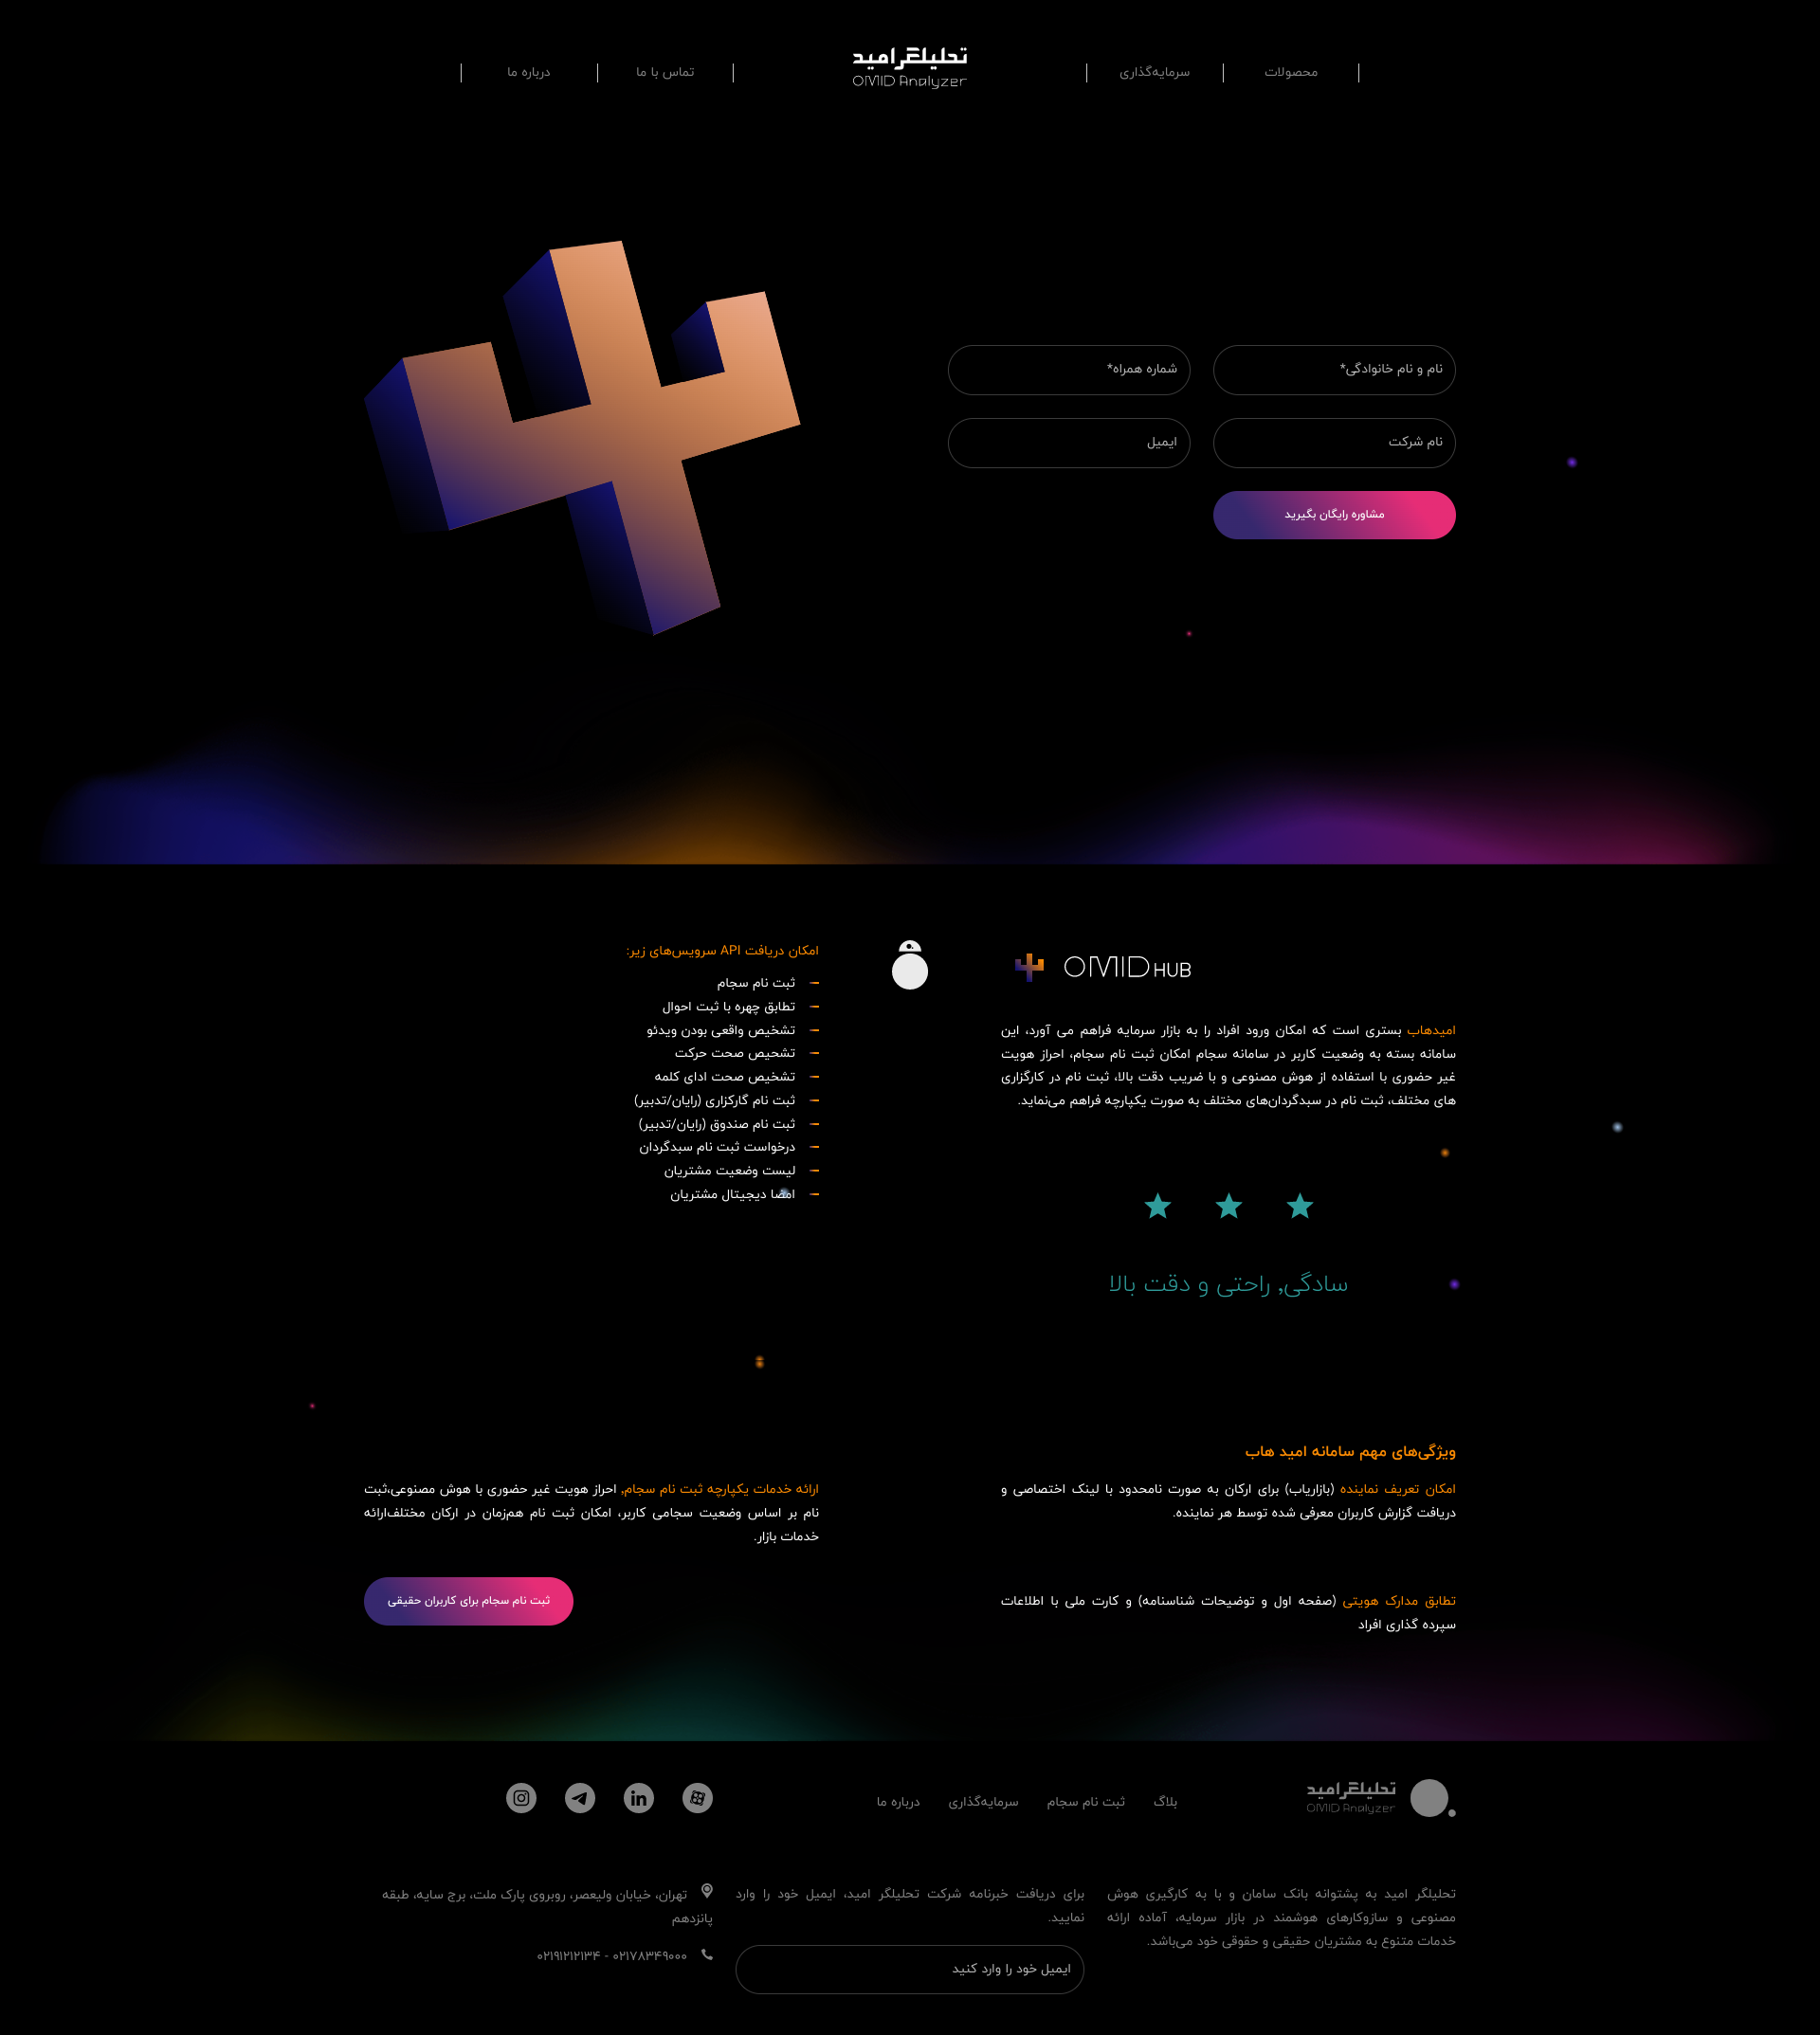 محصولات
سرمایه‌گذاری
تحلیلگر امید
OMID Analyzer
تماس با ما
درباره ما
نام و نام خانوادگی*
شماره همراه*
نام شرکت
ایمیل
مشاوره رایگان بگیرید
OMID HUB
امیدهاب بستری است که امکان ورود افراد را به بازار سرمایه فراهم می آورد، این
سامانه بسته به وضعیت کاربر در سامانه سجام امکان ثبت نام سجام، احراز هویت
غیر حضوری با استفاده از هوش مصنوعی و با ضریب دقت بالا، ثبت نام در کارگزاری
های مختلف، ثبت نام در سبدگردان‌های مختلف به صورت یکپارچه فراهم می‌نماید.
سادگی, راحتی و دقت بالا
امکان دریافت API سرویس‌های زیر:
ثبت نام سجام
تطابق چهره با ثبت احوال
تشخیص واقعی بودن ویدئو
تشحیص صحت حرکت
تشخیص صحت ادای کلمه
ثبت نام گارکزاری (رایان/تدبیر)
ثبت نام صندوق (رایان/تدبیر)
درخواست ثبت نام سبدگردان
لیست وضعیت مشتریان
امضا دیجیتال مشتریان
ویژگی‌های مهم سامانه امید هاب
امکان تعریف نماینده (بازاریاب) برای ارکان به صورت نامحدود با لینک اختصاصی و
دریافت گزارش کاربران معرفی شده توسط هر نماینده.
تطابق مدارک هویتی (صفحه اول و توضیحات شناسنامه) و کارت ملی با اطلاعات
سپرده گذاری افراد
ارائه خدمات یکپارچه ثبت نام سجام, احراز هویت غیر حضوری با هوش مصنوعی،ثبت
نام بر اساس وضعیت سجامی کاربر، امکان ثبت نام همزمان در ارکان مختلف‌ارائه
خدمات بازار.
ثبت نام سجام برای کاربران حقیقی
تحلیلگر امید
OMID Analyzer
بلاگ
ثبت نام سجام
سرمایه‌گذاری
درباره ما
تحلیلگر امید به پشتوانه بانک سامان و با به کارگیری هوش
مصنوعی و سازوکارهای هوشمند در بازار سرمایه، آماده ارائه
خدمات متنوع به مشتریان حقیقی و حقوقی خود می‌باشد.
برای دریافت خبرنامه شرکت تحلیلگر امید، ایمیل خود را وارد
نمایید.
ایمیل خود را وارد کنید
تهران، خیابان ولیعصر، روبروی پارک ملت، برج سایه، طبقه
پانزدهم
۰۲۱۷۸۳۴۹۰۰۰ - ۰۲۱۹۱۲۱۲۱۳۴